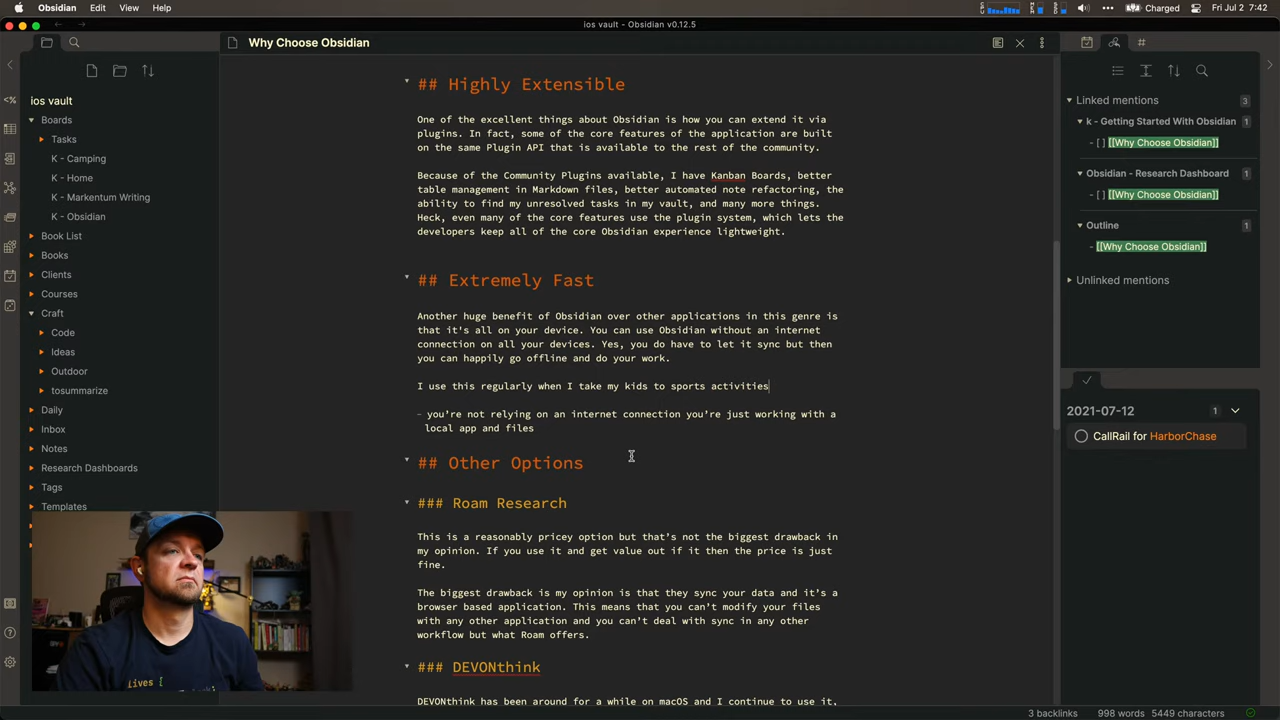 Obsidian Edit View Help
Charged Fri Jul 2 7:42
ios vault - Obsidian v0.12.5
Why Choose Obsidian
ios vault
Boards
Tasks
K - Camping
K - Home
K - Markentum Writing
K - Obsidian
Book List
Books
Clients
Courses
Craft
Code
Ideas
Outdoor
tosummarize
Daily
Inbox
Notes
Research Dashboards
Tags
Templates
## Highly Extensible
One of the excellent things about Obsidian is how you can extend it via
plugins. In fact, some of the core features of the application are built
on the same Plugin API that is available to the rest of the community.
Because of the Community Plugins available, I have Kanban Boards, better
table management in Markdown files, better automated note refactoring, the
ability to find my unresolved tasks in my vault, and many more things.
Heck, even many of the core features use the plugin system, which lets the
developers keep all of the core Obsidian experience lightweight.
## Extremely Fast
Another huge benefit of Obsidian over other applications in this genre is
that it's all on your device. You can use Obsidian without an internet
connection on all your devices. Yes, you do have to let it sync but then
you can happily go offline and do your work.
I use this regularly when I take my kids to sports activities
- you’re not relying on an internet connection you’re just working with a
local app and files
## Other Options
### Roam Research
This is a reasonably pricey option but that’s not the biggest drawback in
my opinion. If you use it and get value out if it then the price is just
fine.
The biggest drawback is my opinion is that they sync your data and it’s a
browser based application. This means that you can’t modify your files
with any other application and you can’t deal with sync in any other
workflow but what Roam offers.
### DEVONthink
DEVONthink has been around for a while on macOS and I continue to use it,
Linked mentions 3
k - Getting Started With Obsidian 1
- [ ] [[Why Choose Obsidian]]
Obsidian - Research Dashboard 1
- [ ] [[Why Choose Obsidian]]
Outline 1
- [[Why Choose Obsidian]]
Unlinked mentions
2021-07-12 1
CallRail for HarborChase
Lives {
3 backlinks 998 words 5449 characters